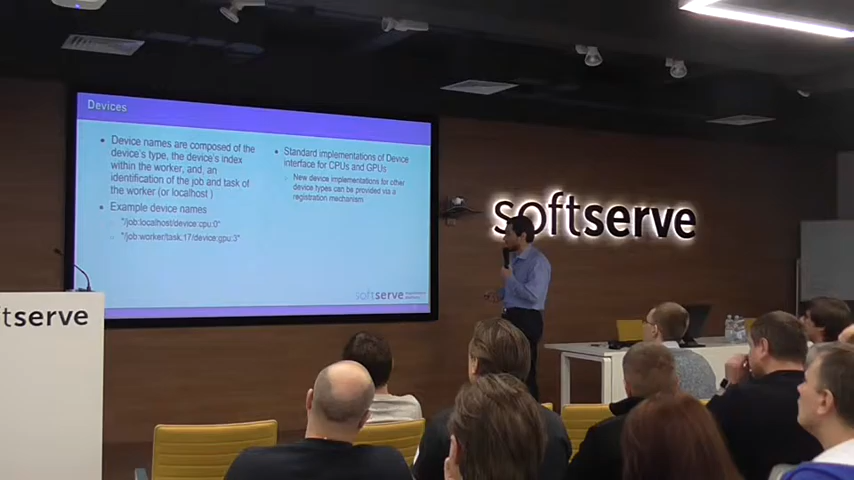 Devices
• Device names are composed of the
device's type, the device's index
within the worker, and, an
identification of the job and task of
the worker (or localhost )
• Example device names
"/job:localhost/device:cpu:0"
"/job:worker/task:17/device:gpu:3"
• Standard implementations of Device
interface for CPUs and GPUs
New device implementations for other
device types can be provided via a
registration mechanism
softserve
softserve
ftserve